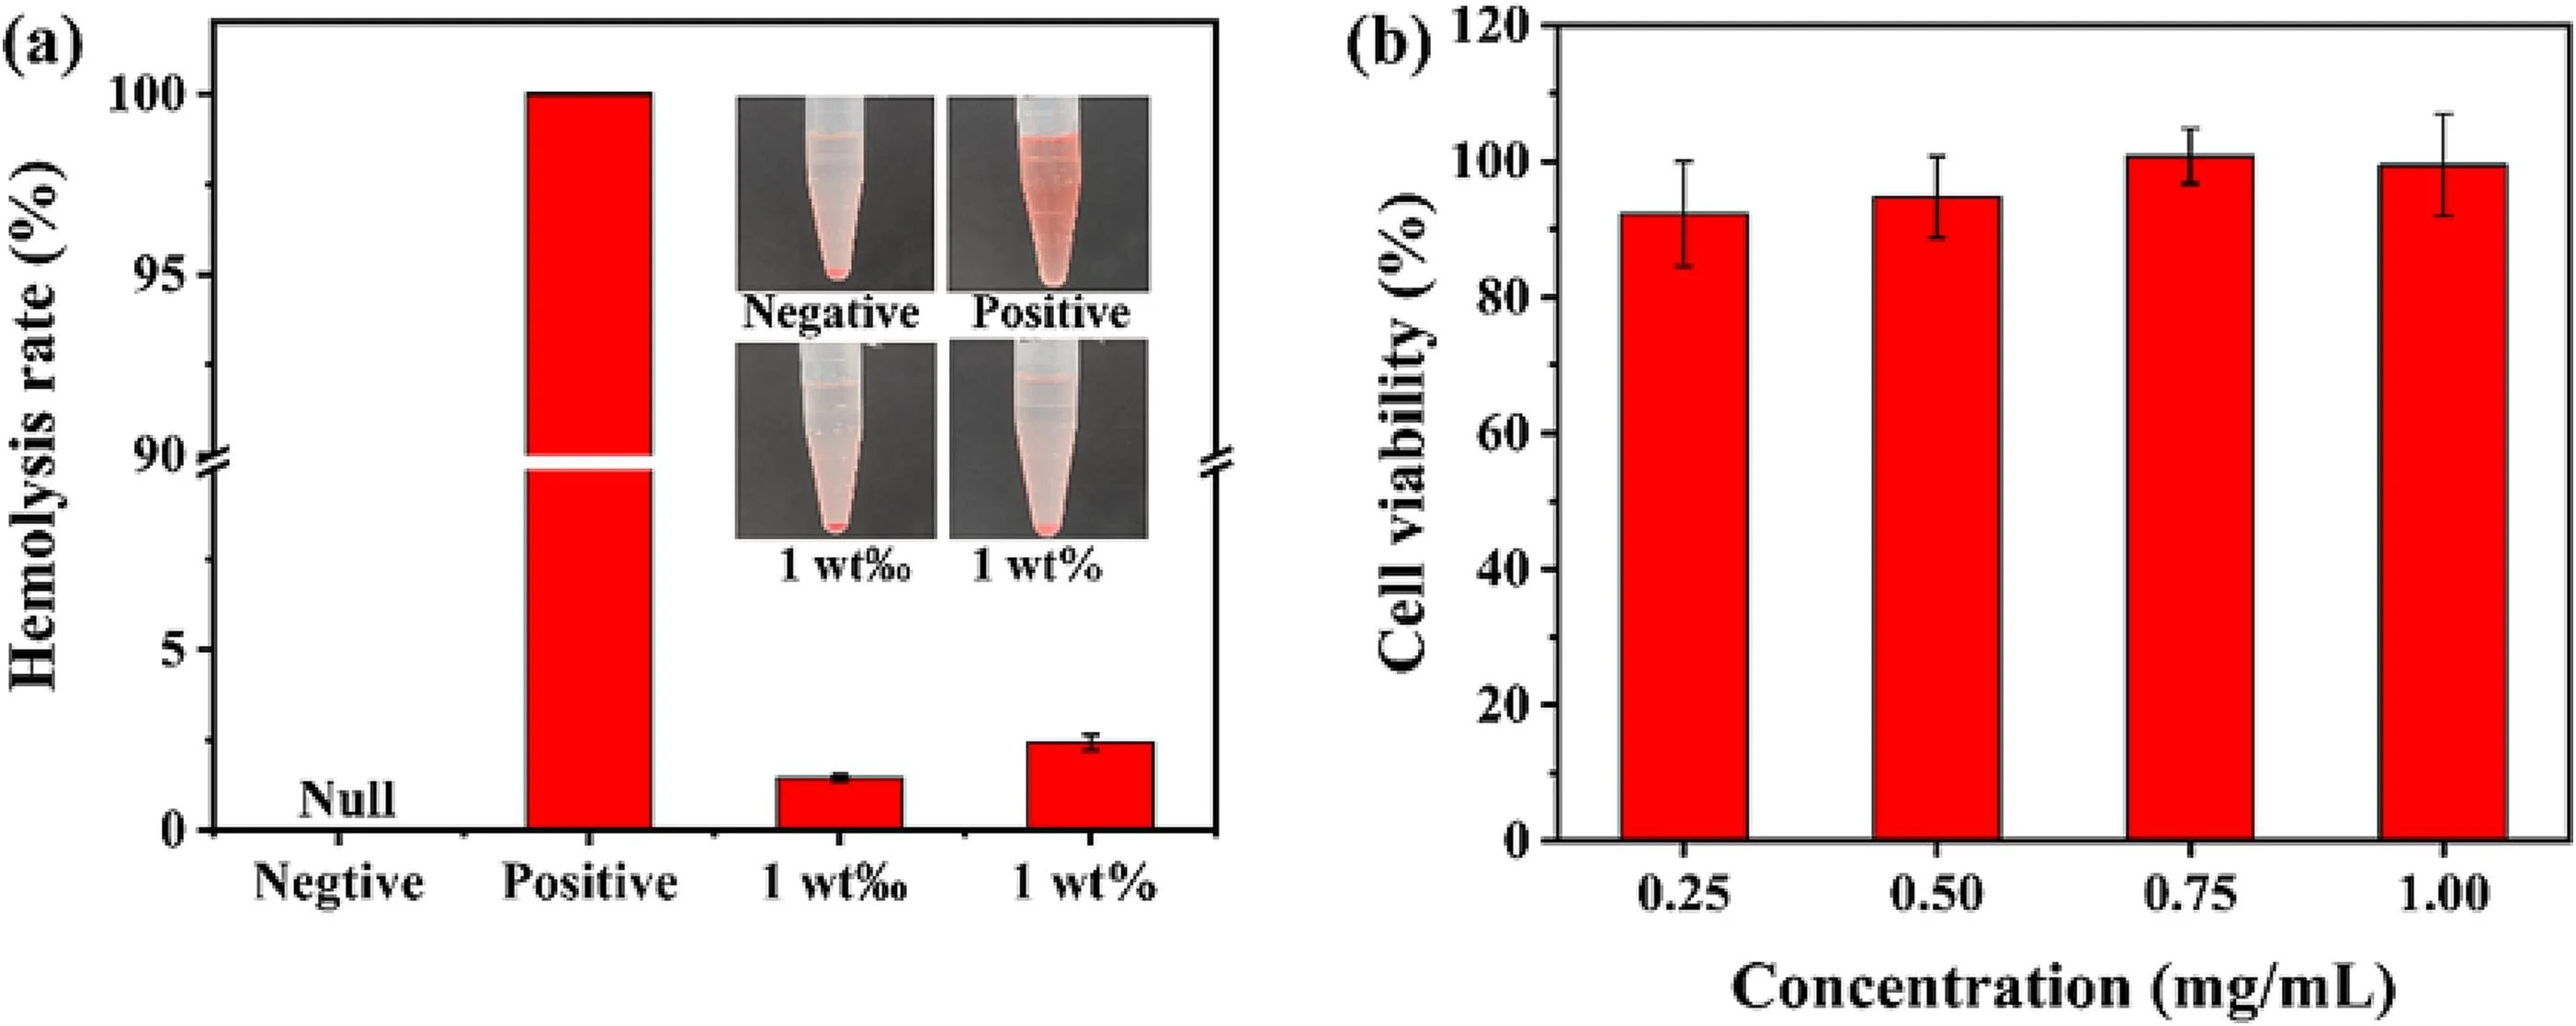 (a)
Hemolysis rate (%)
100
95
90
5
0
Null
Negative
Positive
1 wt‰
1 wt%
Negtive
Positive
1 wt‰
1 wt%
(b)
Cell viability (%)
120
100
80
60
40
20
0
0.25
0.50
0.75
1.00
Concentration (mg/mL)